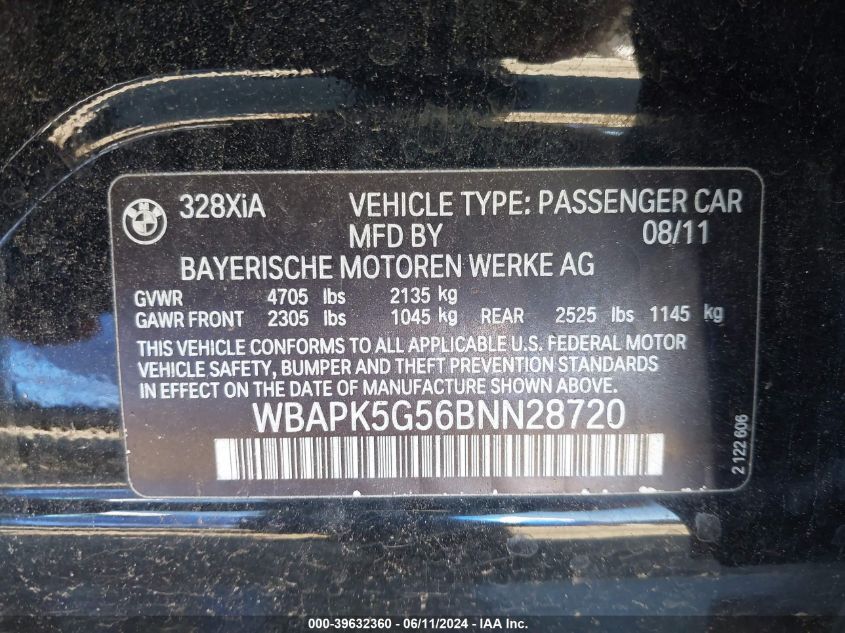 328XiA VEHICLE TYPE: PASSENGER CAR
MFD BY 08/11
BAYERISCHE MOTOREN WERKE AG
GVWR 4705 lbs 2135 kg
GAWR FRONT 2305 lbs 1045 kg REAR 2525 lbs 1145 kg
THIS VEHICLE CONFORMS TO ALL APPLICABLE U.S. FEDERAL MOTOR
VEHICLE SAFETY, BUMPER AND THEFT PREVENTION STANDARDS
IN EFFECT ON THE DATE OF MANUFACTURE SHOWN ABOVE.
WBAPK5G56BNN28720
2 122 606
000-39632360 - 06/11/2024 - IAA Inc.